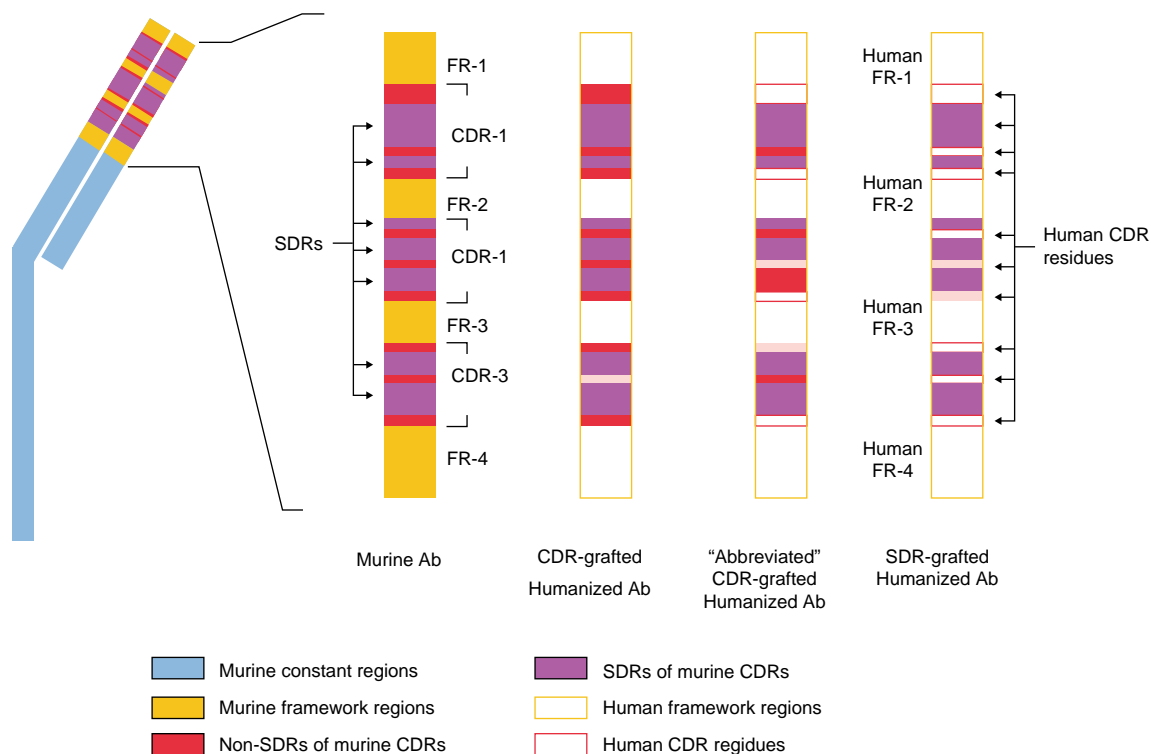 FR-1
CDR-1
FR-2
CDR-1
FR-3
CDR-3
FR-4
SDRs
Human
FR-1
Human
FR-2
Human
FR-3
Human
FR-4
Human CDR
residues
Murine Ab
CDR-grafted
Humanized Ab
“Abbreviated”
CDR-grafted
Humanized Ab
SDR-grafted
Humanized Ab
Murine constant regions
Murine framework regions
Non-SDRs of murine CDRs
SDRs of murine CDRs
Human framework regions
Human CDR regidues